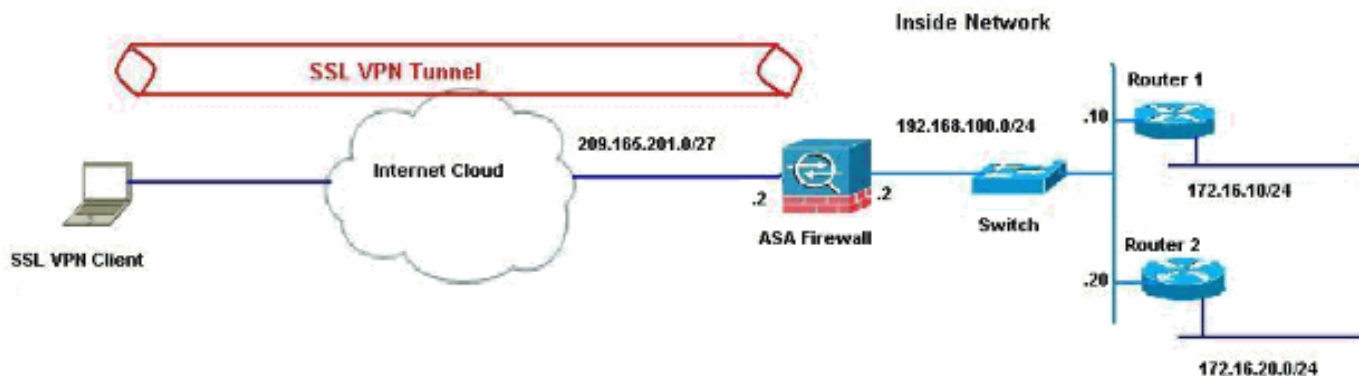 Inside Network
SSL VPN Tunnel
Router 1
.10
192.168.100.0/24
209.165.201.0/27
Internet Cloud
172.16.10/24
.2
.2
Switch
ASA Firewall
SSL VPN Client
Router 2
.20
172.16.20.0/24